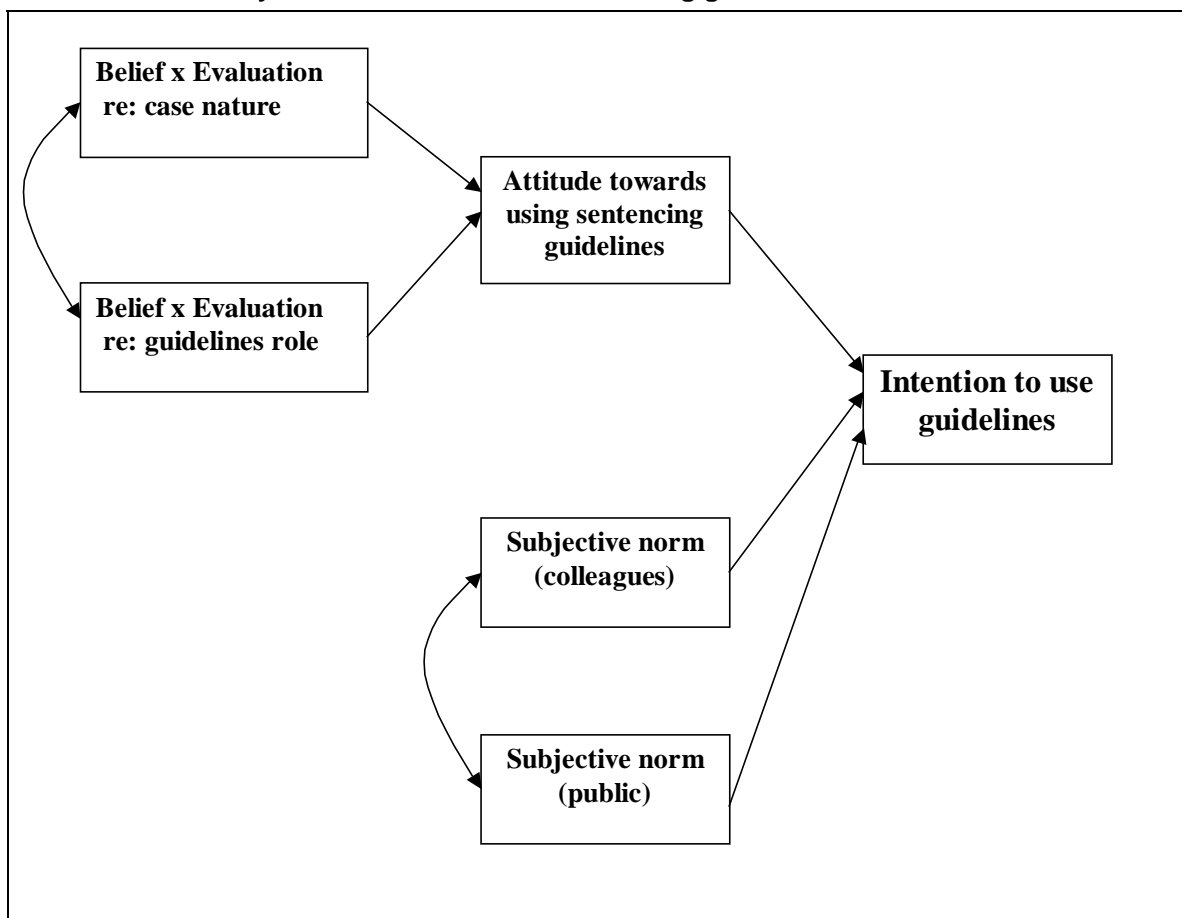 Belief x Evaluation
re: case nature
Attitude towards
using sentencing
guidelines
Belief x Evaluation
re: guidelines role
Intention to use
guidelines
Subjective norm
(colleagues)
Subjective norm
(public)